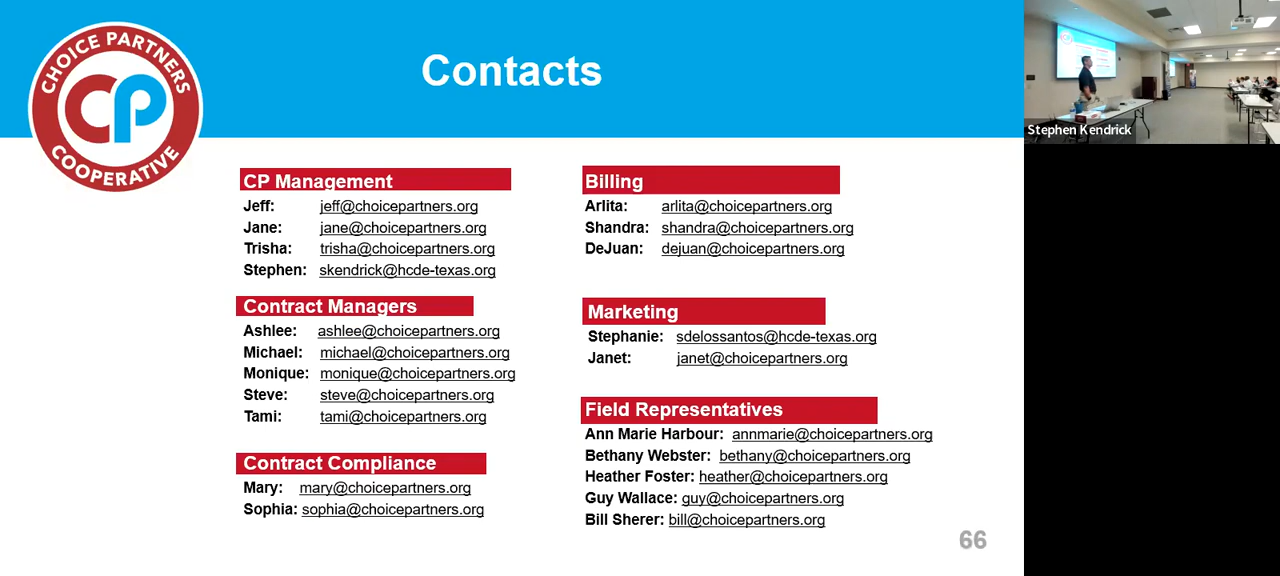 CHOICE PARTNERS
CP
COOPERATIVE
Contacts
CP Management
Jeff: jeff@choicepartners.org
Jane: jane@choicepartners.org
Trisha: trisha@choicepartners.org
Stephen: skendrick@hcde-texas.org
Contract Managers
Ashlee: ashlee@choicepartners.org
Michael: michael@choicepartners.org
Monique: monique@choicepartners.org
Steve: steve@choicepartners.org
Tami: tami@choicepartners.org
Contract Compliance
Mary: mary@choicepartners.org
Sophia: sophia@choicepartners.org
Billing
Arlita: arlita@choicepartners.org
Shandra: shandra@choicepartners.org
DeJuan: dejuan@choicepartners.org
Marketing
Stephanie: sdelossantos@hcde-texas.org
Janet: janet@choicepartners.org
Field Representatives
Ann Marie Harbour: annmarie@choicepartners.org
Bethany Webster: bethany@choicepartners.org
Heather Foster: heather@choicepartners.org
Guy Wallace: guy@choicepartners.org
Bill Sherer: bill@choicepartners.org
66
Stephen Kendrick